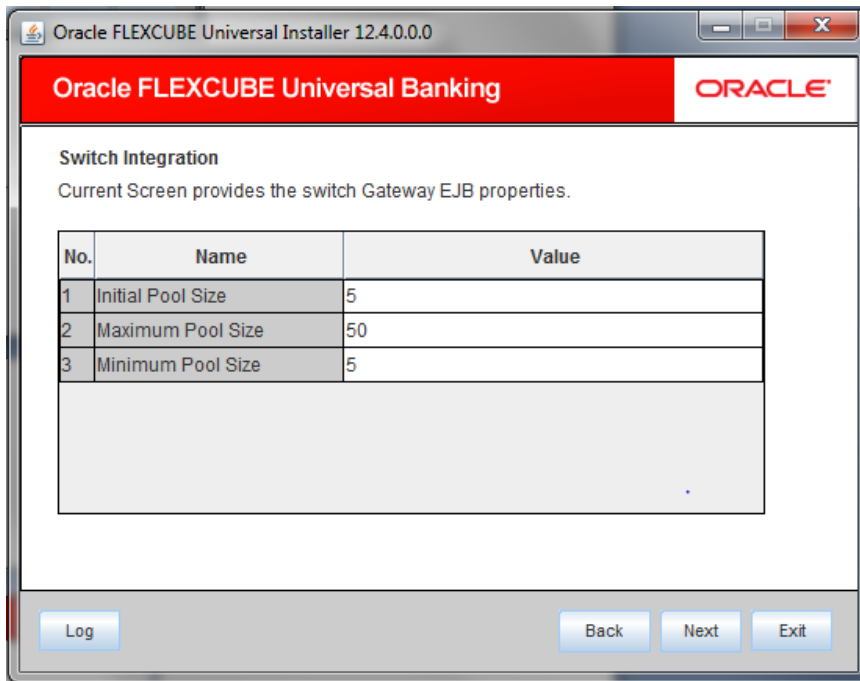 Oracle FLEXCUBE Universal Installer 12.4.0.0.0
Oracle FLEXCUBE Universal Banking
ORACLE
Switch Integration
Current Screen provides the switch Gateway EJB properties.
No. Name Value
1 Initial Pool Size 5
2 Maximum Pool Size 50
3 Minimum Pool Size 5
Log Back Next Exit